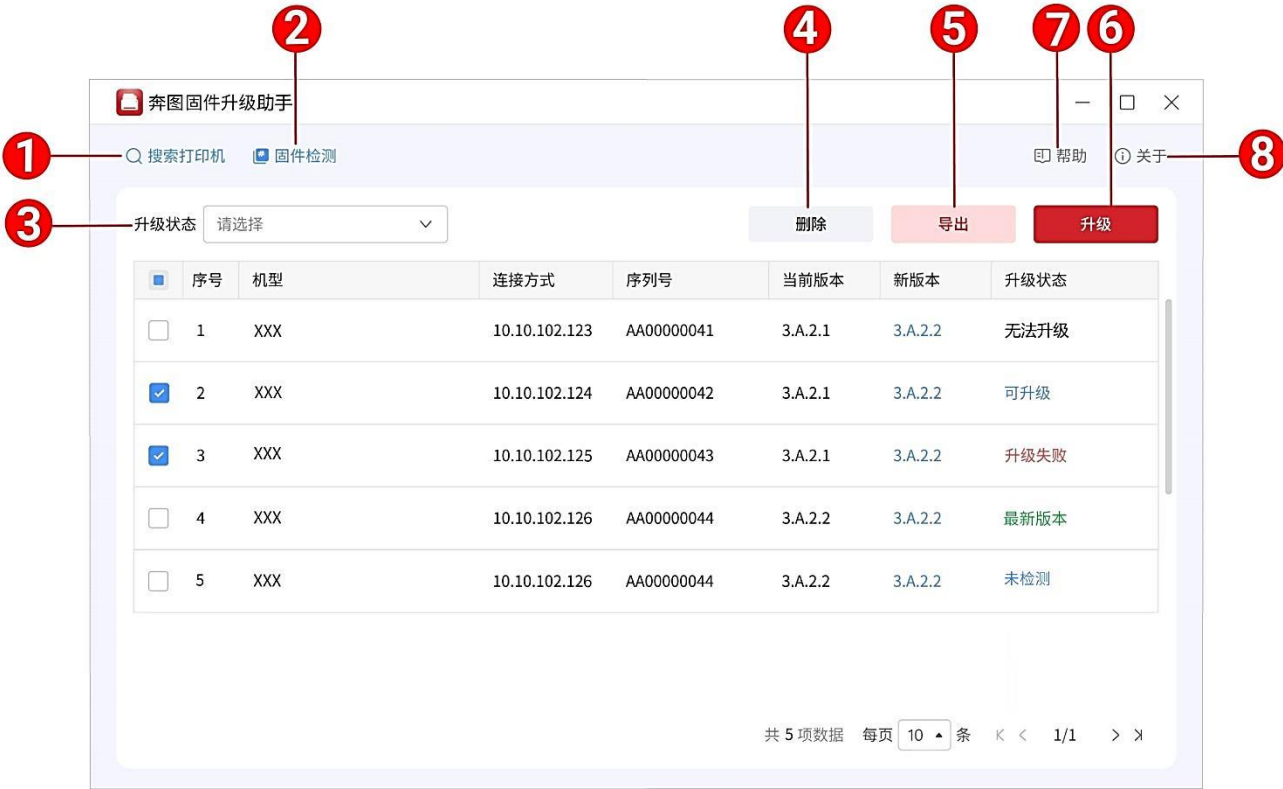 2 4 5 7 6
奔图固件升级助手
1 搜索打印机 固件检测 帮助 关于 8
3 升级状态 请选择 删除 导出 升级
序号 机型 连接方式 序列号 当前版本 新版本 升级状态
1 XXX 10.10.102.123 AA00000041 3.A.2.1 3.A.2.2 无法升级
2 XXX 10.10.102.124 AA00000042 3.A.2.1 3.A.2.2 可升级
3 XXX 10.10.102.125 AA00000043 3.A.2.1 3.A.2.2 升级失败
4 XXX 10.10.102.126 AA00000044 3.A.2.2 3.A.2.2 最新版本
5 XXX 10.10.102.126 AA00000044 3.A.2.2 3.A.2.2 未检测
共 5 项数据 每页 10 条 1/1